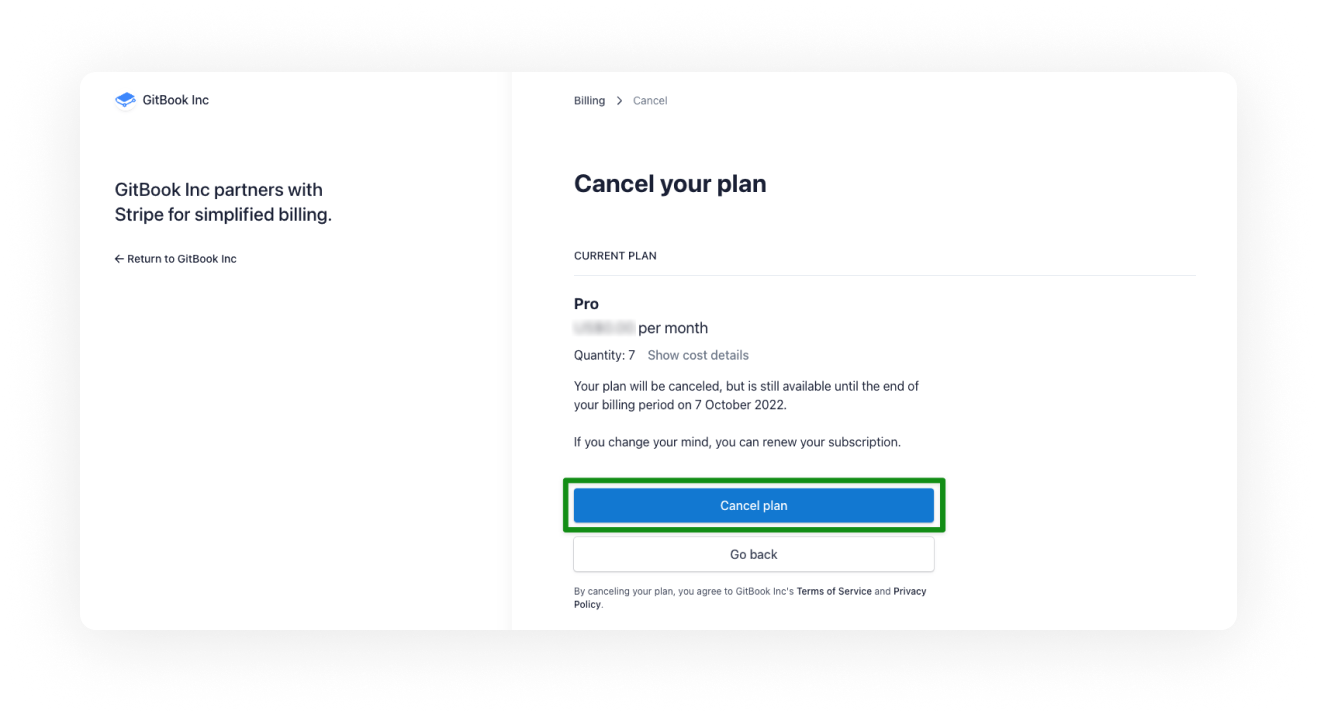 GitBook Inc
GitBook Inc partners with
Stripe for simplified billing.
← Return to GitBook Inc
Billing > Cancel
Cancel your plan
CURRENT PLAN
Pro
per month
Quantity: 7 Show cost details
Your plan will be canceled, but is still available until the end of
your billing period on 7 October 2022.
If you change your mind, you can renew your subscription.
Cancel plan
Go back
By canceling your plan, you agree to GitBook Inc's Terms of Service and Privacy
Policy.